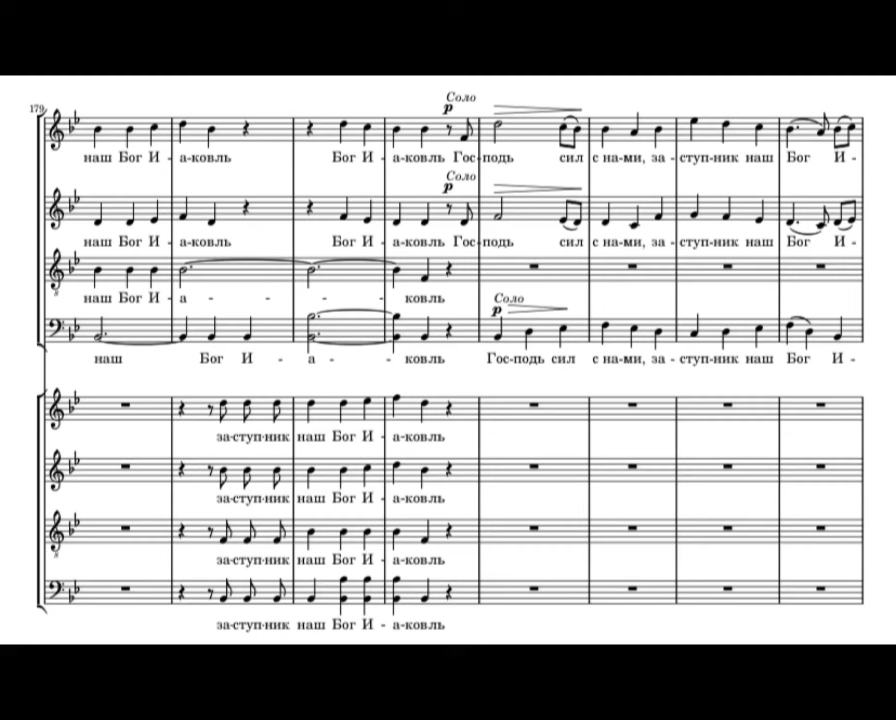 179
Соло
p
наш Бог И - а-ковль Бог И - а-ковль Гос-подь сил с на-ми, за-ступ-ник наш Бог И -
Соло
p
наш Бог И - а-ковль Бог И - а-ковль Гос-подь сил с на-ми, за-ступ-ник наш Бог И -
наш Бог И - а - - - - ковль
Соло
p
наш Бог И - а - - ковль Гос-подь сил с на-ми, за-ступ-ник наш Бог И -
за-ступ-ник наш Бог И - а-ковль
за-ступ-ник наш Бог И - а-ковль
за-ступ-ник наш Бог И - а-ковль
за-ступ-ник наш Бог И - а-ковль